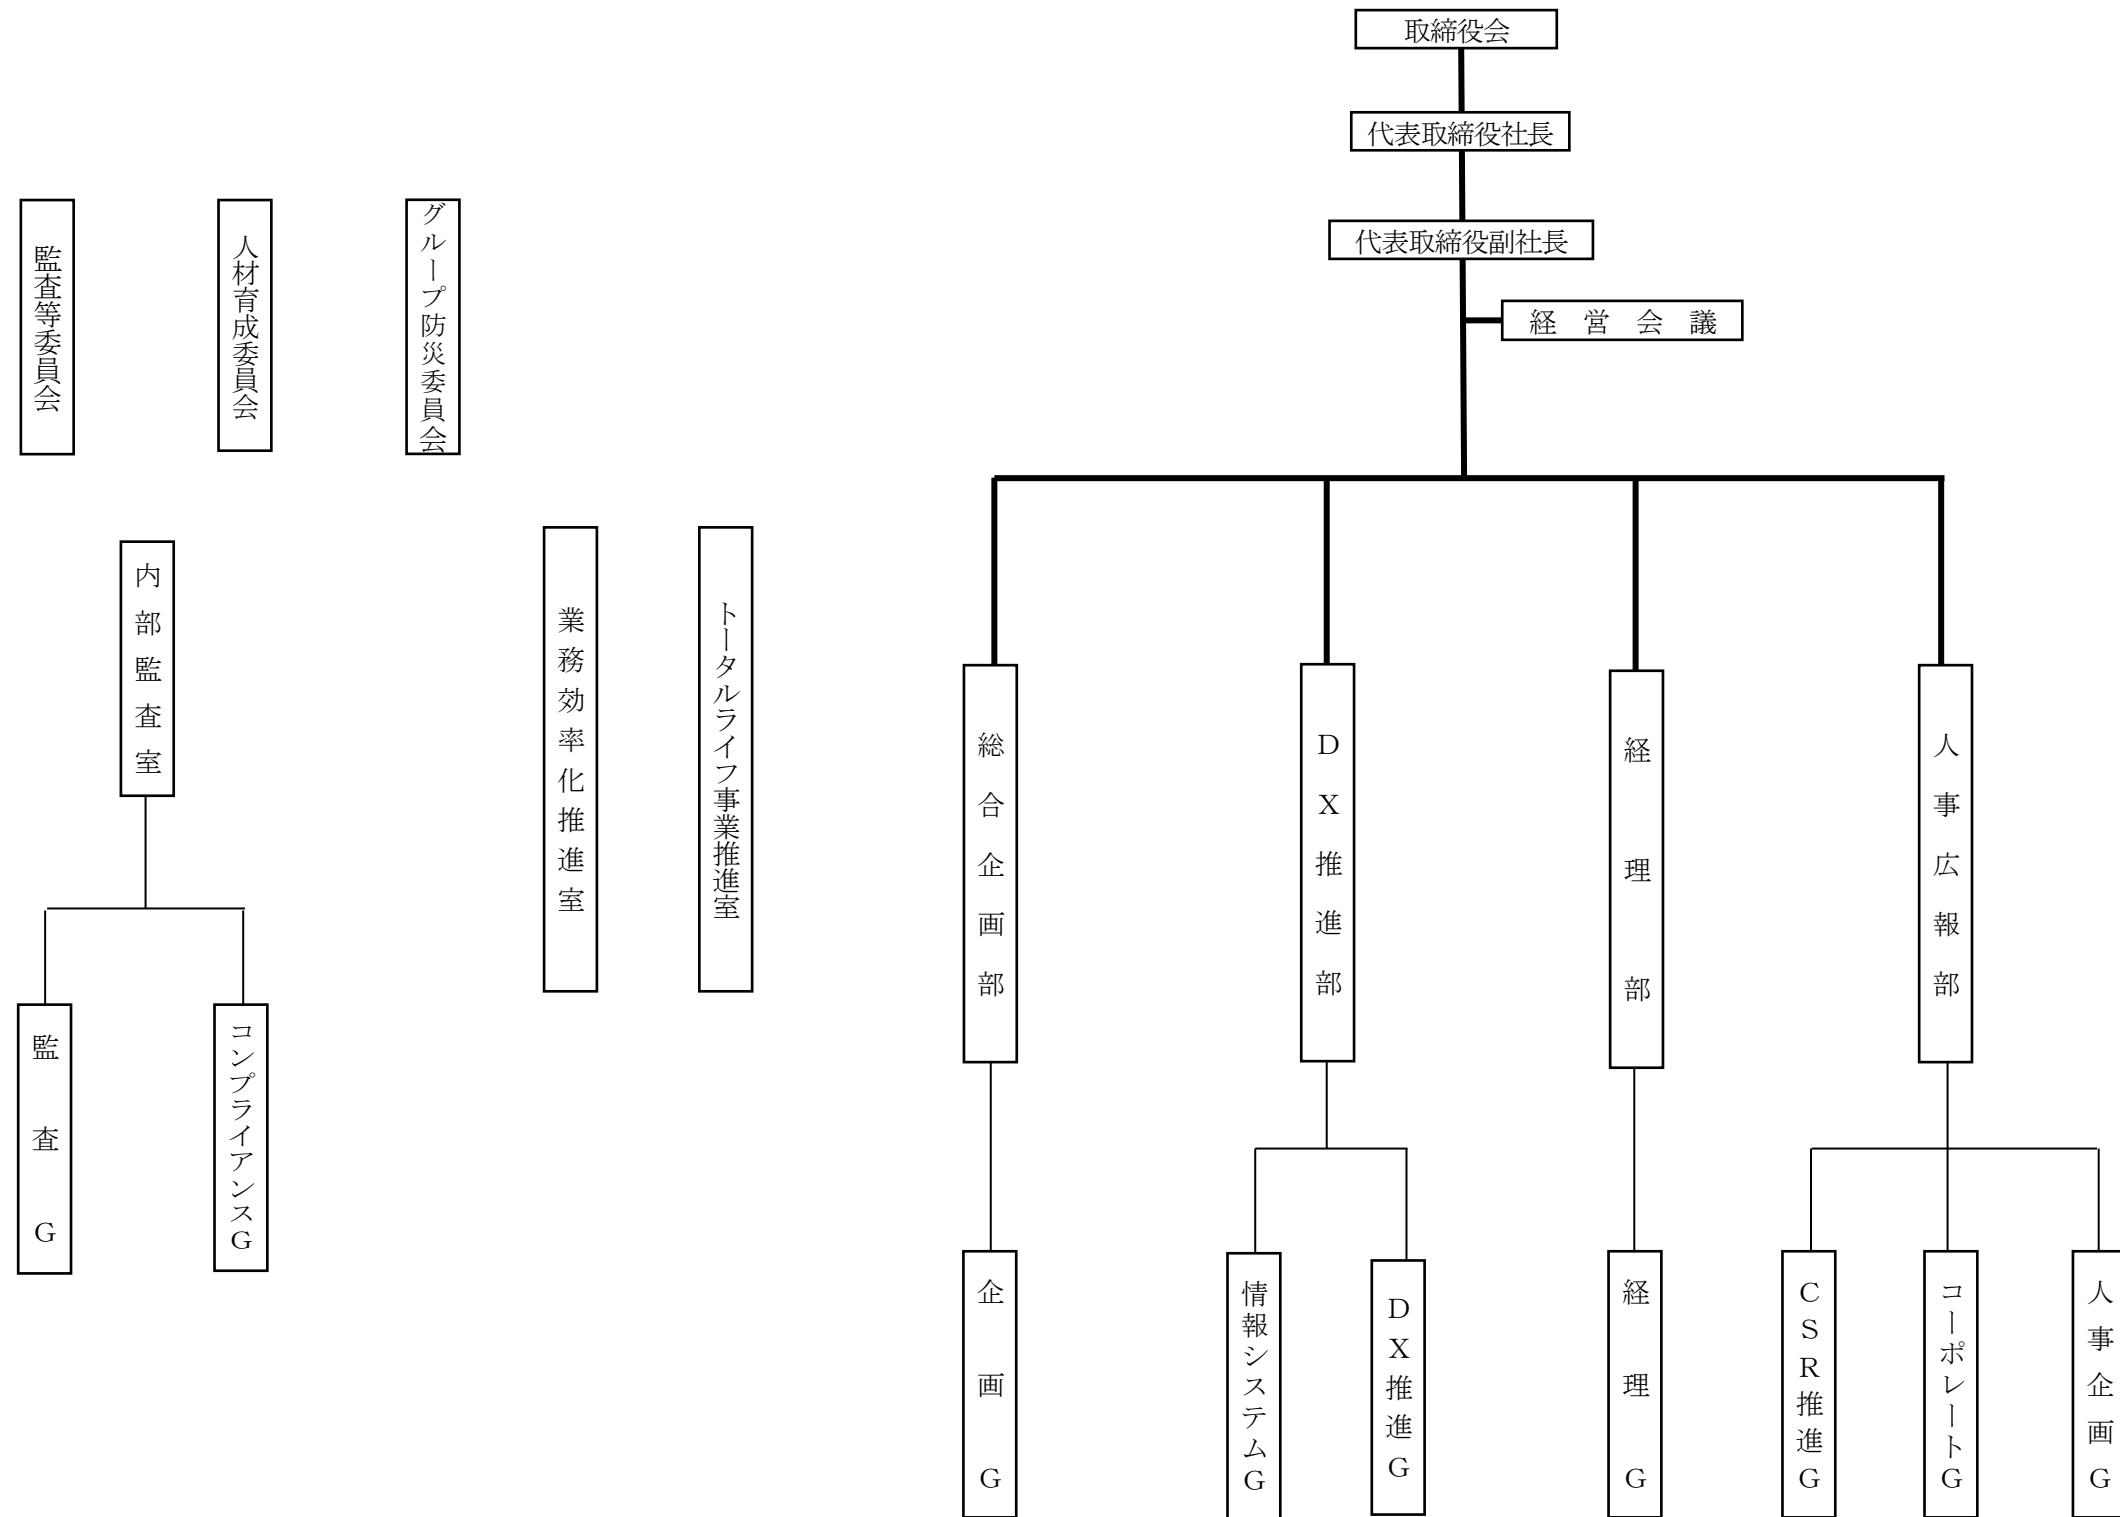 取締役会
代表取締役社長
代表取締役副社長
経　営　会　議
監査等委員会
人材育成委員会
グループ防災委員会
内部監査室
業務効率化推進室
トータルライフ事業推進室
総合企画部
ＤＸ推進部
経理部
人事広報部
監査Ｇ
コンプライアンスＧ
企画Ｇ
情報システムＧ
ＤＸ推進Ｇ
経理Ｇ
ＣＳＲ推進Ｇ
コーポレートＧ
人事企画Ｇ